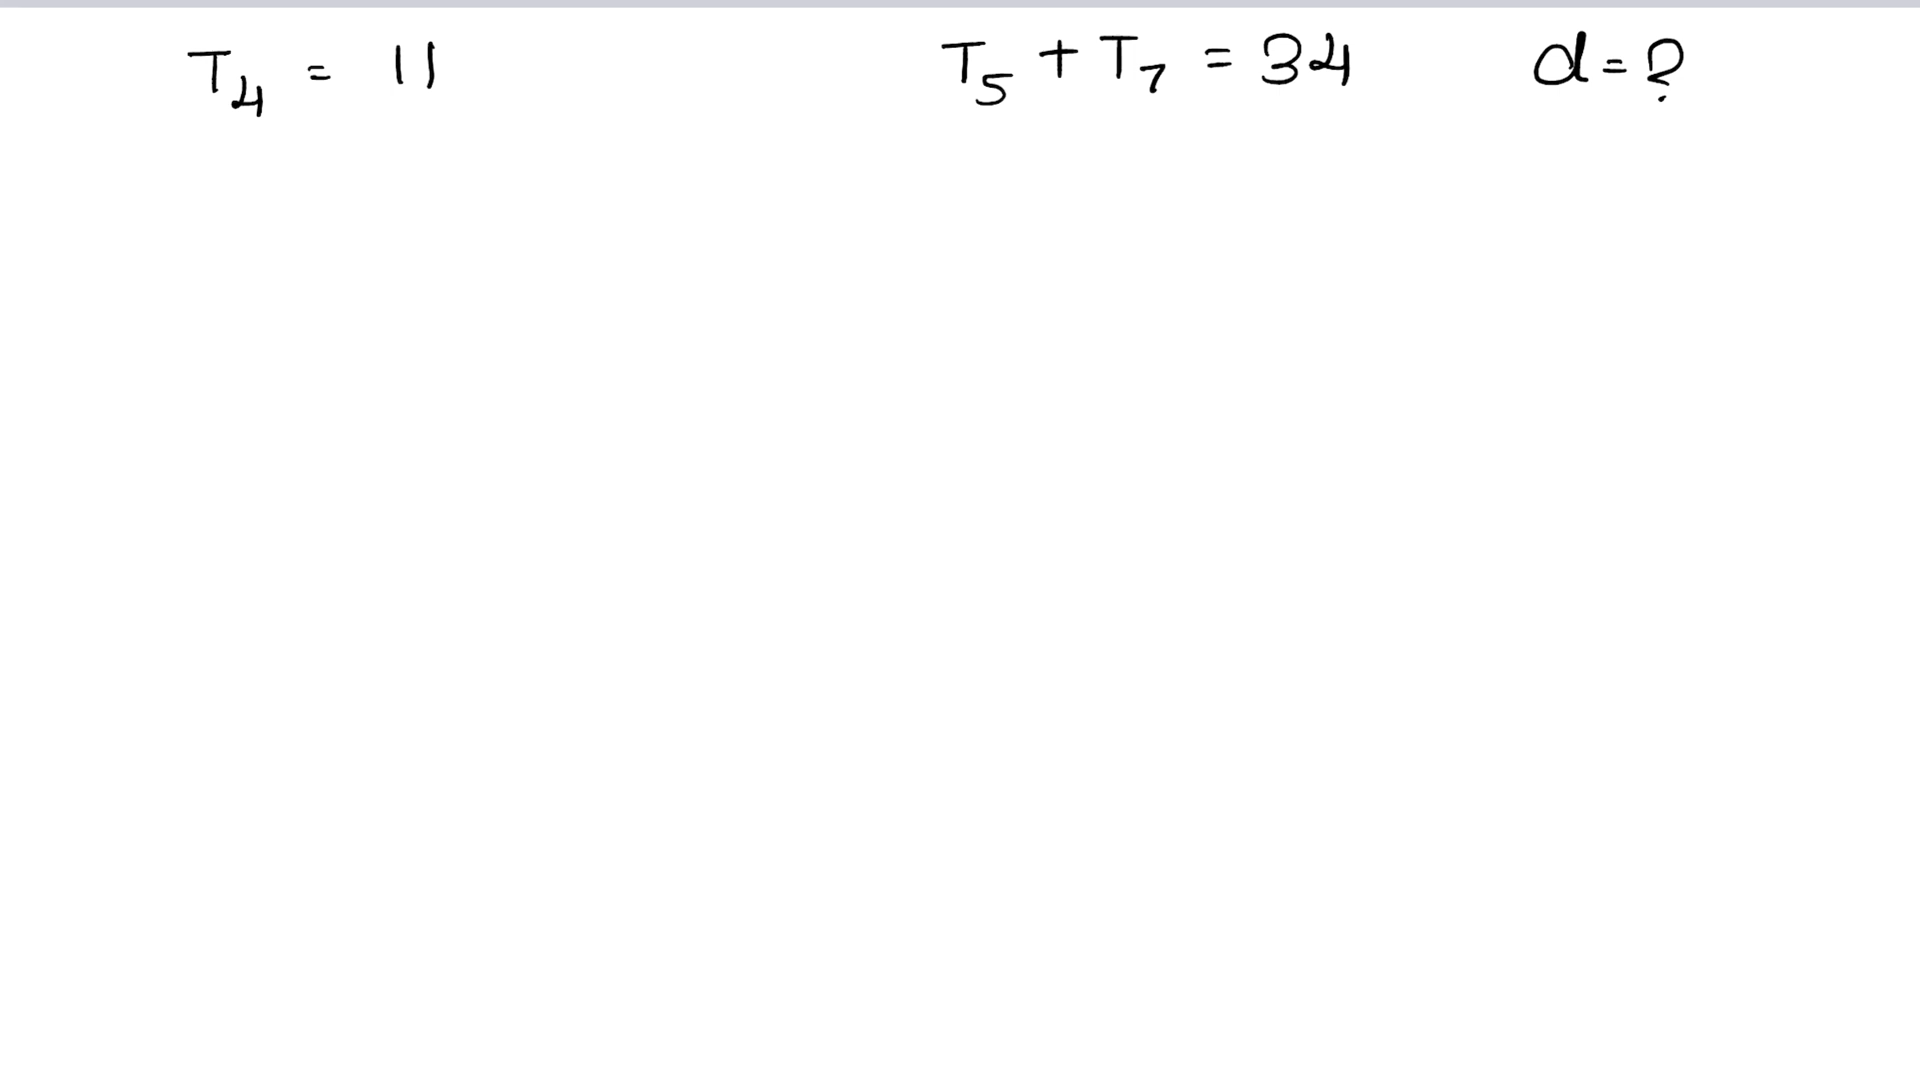 T₄ = 11 T₅ + T₇ = 34 d = ?